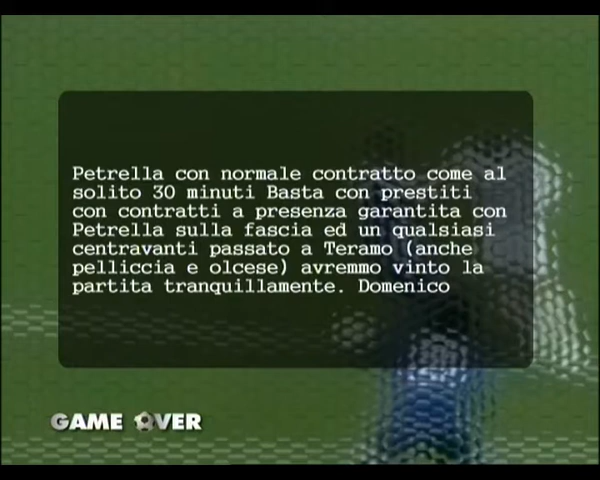 Petrella con normale contratto come al
solito 30 minuti Basta con prestiti
con contratti a presenza garantita con
Petrella sulla fascia ed un qualsiasi
centravanti passato a Teramo (anche
pelliccia e olcese) avremmo vinto la
partita tranquillamente. Domenico
GAME OVER